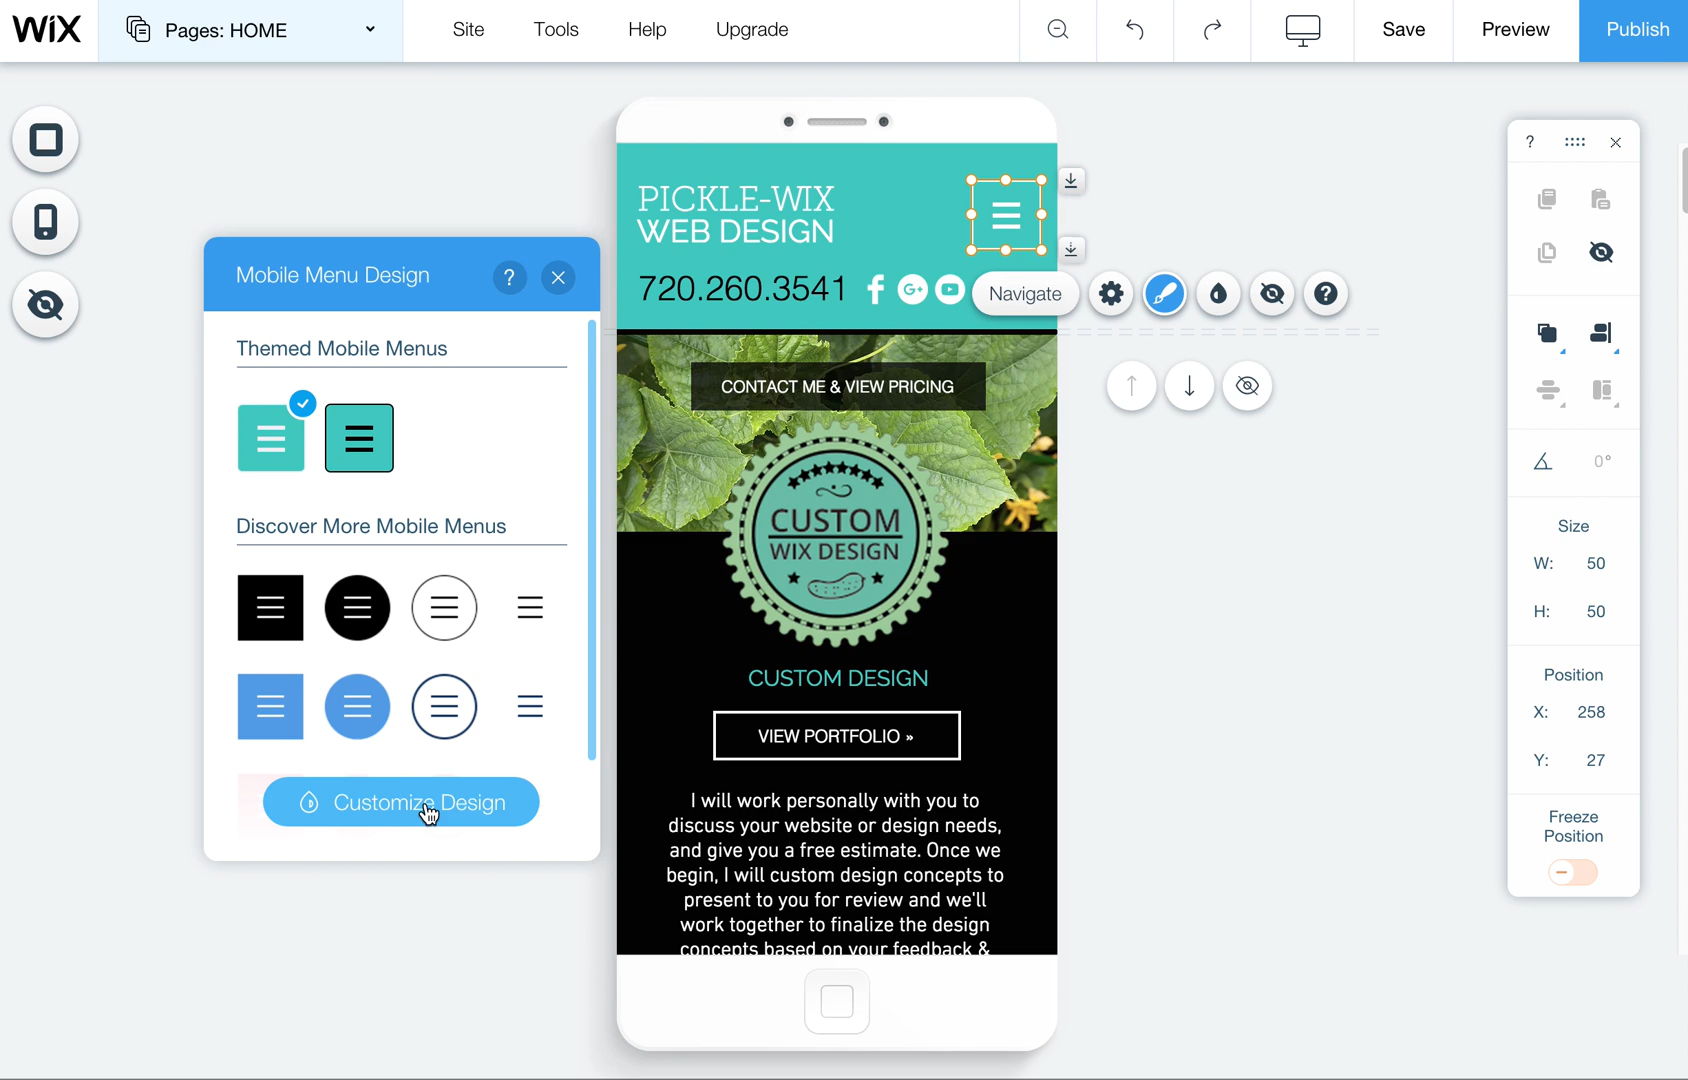 WiX
Pages: HOME
Site
Tools
Help
Upgrade
Save
Preview
Publish
Mobile Menu Design
?
Themed Mobile Menus
Discover More Mobile Menus
Customize Design
PICKLE-WIX
WEB DESIGN
720.260.3541
G+
Navigate
?
CONTACT ME & VIEW PRICING
CUSTOM
WIX DESIGN
CUSTOM DESIGN
VIEW PORTFOLIO »
I will work personally with you to
discuss your website or design needs,
and give you a free estimate. Once we
begin, I will custom design concepts to
present to you for review and we'll
work together to finalize the design
concepts based on your feedback &
?
0°
Size
W: 50
H: 50
Position
X: 258
Y: 27
Freeze
Position